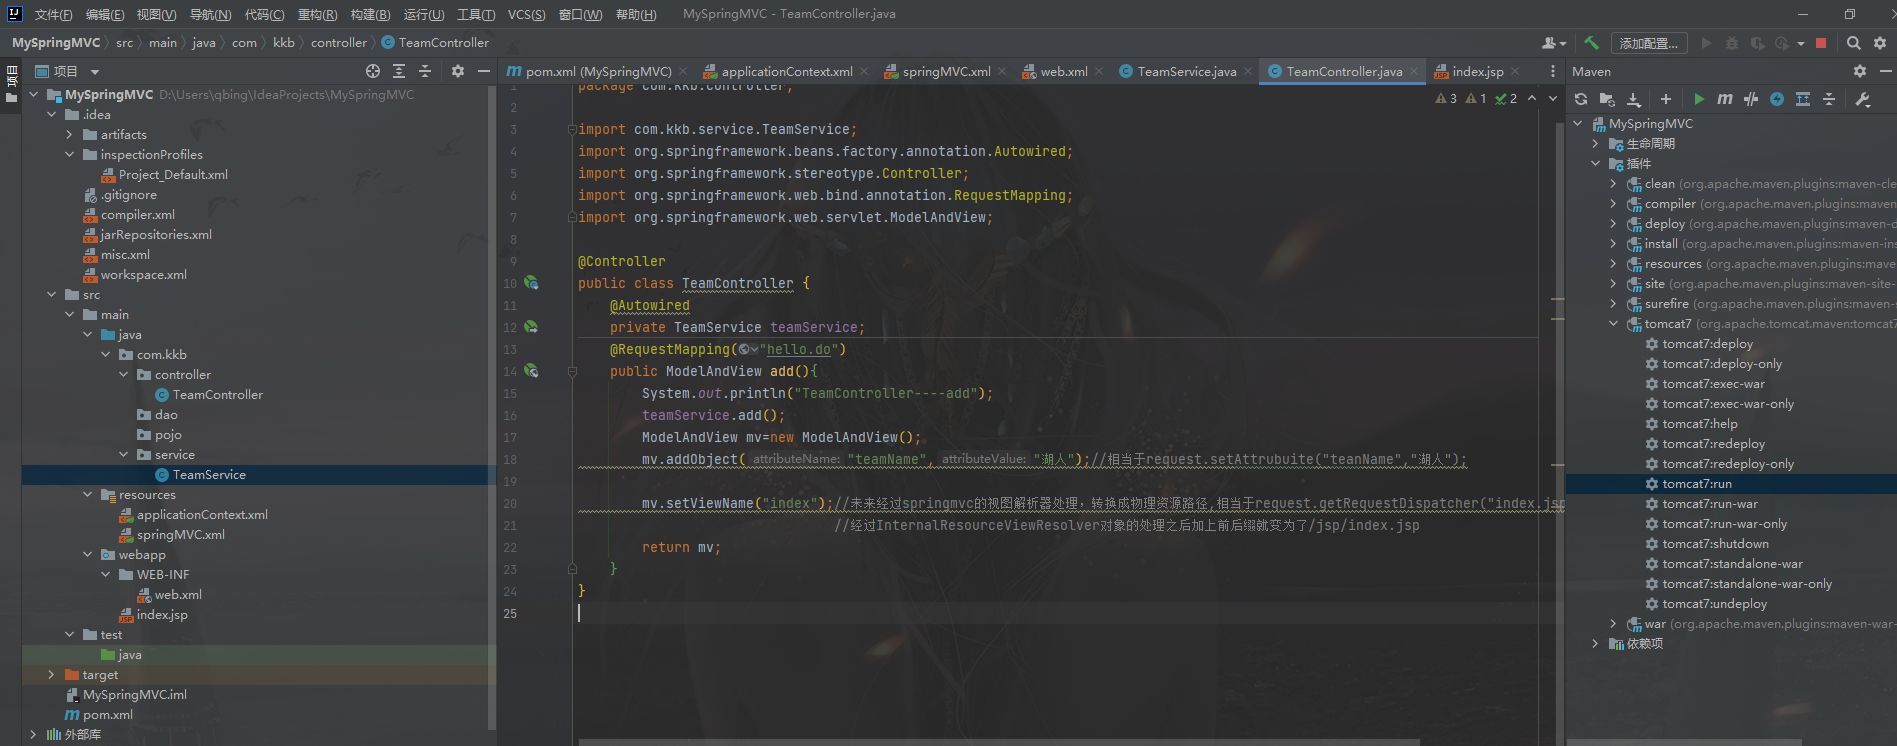 文件(F) 编辑(E) 视图(V) 导航(N) 代码(C) 重构(R) 构建(B) 运行(U) 工具(T) VCS(S) 窗口(W) 帮助(H) MySpringMVC - TeamController.java
MySpringMVC src main java com kkb controller TeamController
添加配置...
项目
项目
MySpringMVC D:\Users\qbing\IdeaProjects\MySpringMVC
.idea
artifacts
inspectionProfiles
Project_Default.xml
.gitignore
compiler.xml
jarRepositories.xml
misc.xml
workspace.xml
src
main
java
com.kkb
controller
TeamController
dao
pojo
service
TeamService
resources
applicationContext.xml
springMVC.xml
webapp
WEB-INF
web.xml
index.jsp
test
java
target
MySpringMVC.iml
pom.xml
外部库
pom.xml (MySpringMVC) applicationContext.xml springMVC.xml web.xml TeamService.java TeamController.java index.jsp
3 1 2
1 package com.kkb.controller;
2
3 import com.kkb.service.TeamService;
4 import org.springframework.beans.factory.annotation.Autowired;
5 import org.springframework.stereotype.Controller;
6 import org.springframework.web.bind.annotation.RequestMapping;
7 import org.springframework.web.servlet.ModelAndView;
8
9 @Controller
10 public class TeamController {
11 @Autowired
12 private TeamService teamService;
13 @RequestMapping("hello.do")
14 public ModelAndView add(){
15 System.out.println("TeamController----add");
16 teamService.add();
17 ModelAndView mv=new ModelAndView();
18 mv.addObject( attributeName: "teamName", attributeValue: "湖人");//相当于request.setAttrubuite("teanName","湖人");
19
20 mv.setViewName("index");//未来经过springmvc的视图解析器处理，转换成物理资源路径,相当于request.getRequestDispatcher("index.jsp
21 //经过InternalResourceViewResolver对象的处理之后加上前后缀就变为了/jsp/index.jsp
22 return mv;
23 }
24 }
25
Maven
MySpringMVC
生命周期
插件
clean (org.apache.maven.plugins:maven-cle
compiler (org.apache.maven.plugins:maven
deploy (org.apache.maven.plugins:maven-d
install (org.apache.maven.plugins:maven-ins
resources (org.apache.maven.plugins:mave
site (org.apache.maven.plugins:maven-site-
surefire (org.apache.maven.plugins:maven-
tomcat7 (org.apache.tomcat.maven:tomcat7
tomcat7:deploy
tomcat7:deploy-only
tomcat7:exec-war
tomcat7:exec-war-only
tomcat7:help
tomcat7:redeploy
tomcat7:redeploy-only
tomcat7:run
tomcat7:run-war
tomcat7:run-war-only
tomcat7:shutdown
tomcat7:standalone-war
tomcat7:standalone-war-only
tomcat7:undeploy
war (org.apache.maven.plugins:maven-war-
依赖项